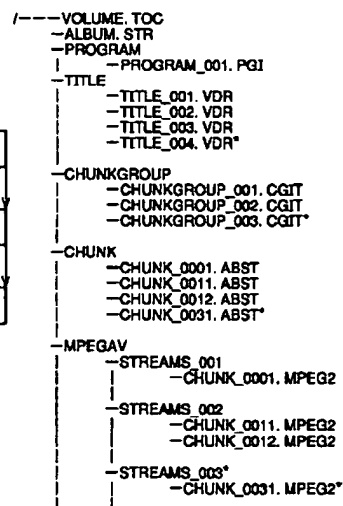 /----VOLUME.TOC
-ALBUM.STR
-PROGRAM
-PROGRAM_001.PGI
-TITLE
-TITLE_001.VDR
-TITLE_002.VDR
-TITLE_003.VDR
-TITLE_004.VDR*
-CHUNKGROUP
-CHUNKGROUP_001.CGIT
-CHUNKGROUP_002.CGIT
-CHUNKGROUP_003.CGIT*
-CHUNK
-CHUNK_0001.ABST
-CHUNK_0011.ABST
-CHUNK_0012.ABST
-CHUNK_0031.ABST*
-MPEGAV
-STREAMS_001
-CHUNK_0001.MPEG2
-STREAMS_002
-CHUNK_0011.MPEG2
-CHUNK_0012.MPEG2
-STREAMS_003*
-CHUNK_0031.MPEG2*